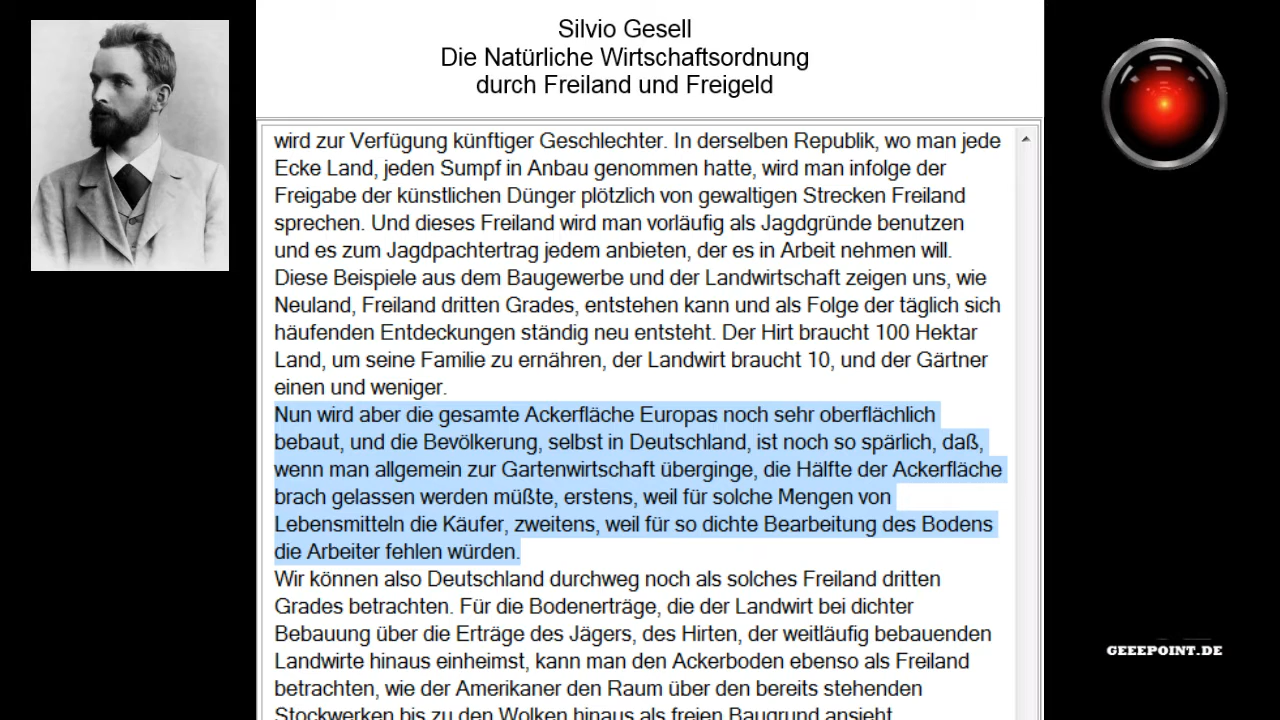 Silvio Gesell
Die Natürliche Wirtschaftsordnung
durch Freiland und Freigeld
wird zur Verfügung künftiger Geschlechter. In derselben Republik, wo man jede
Ecke Land, jeden Sumpf in Anbau genommen hatte, wird man infolge der
Freigabe der künstlichen Dünger plötzlich von gewaltigen Strecken Freiland
sprechen. Und dieses Freiland wird man vorläufig als Jagdgründe benutzen
und es zum Jagdpachtertrag jedem anbieten, der es in Arbeit nehmen will.
Diese Beispiele aus dem Baugewerbe und der Landwirtschaft zeigen uns, wie
Neuland, Freiland dritten Grades, entstehen kann und als Folge der täglich sich
häufenden Entdeckungen ständig neu entsteht. Der Hirt braucht 100 Hektar
Land, um seine Familie zu ernähren, der Landwirt braucht 10, und der Gärtner
einen und weniger.
Nun wird aber die gesamte Ackerfläche Europas noch sehr oberflächlich
bebaut, und die Bevölkerung, selbst in Deutschland, ist noch so spärlich, daß,
wenn man allgemein zur Gartenwirtschaft überginge, die Hälfte der Ackerfläche
brach gelassen werden müßte, erstens, weil für solche Mengen von
Lebensmitteln die Käufer, zweitens, weil für so dichte Bearbeitung des Bodens
die Arbeiter fehlen würden.
Wir können also Deutschland durchweg noch als solches Freiland dritten
Grades betrachten. Für die Bodenerträge, die der Landwirt bei dichter
Bebauung über die Erträge des Jägers, des Hirten, der weitläufig bebauenden
Landwirte hinaus einheimst, kann man den Ackerboden ebenso als Freiland
betrachten, wie der Amerikaner den Raum über den bereits stehenden
Stockwerken bis zu den Wolken hinaus als freien Baugrund ansieht.
GEEEPOINT.DE